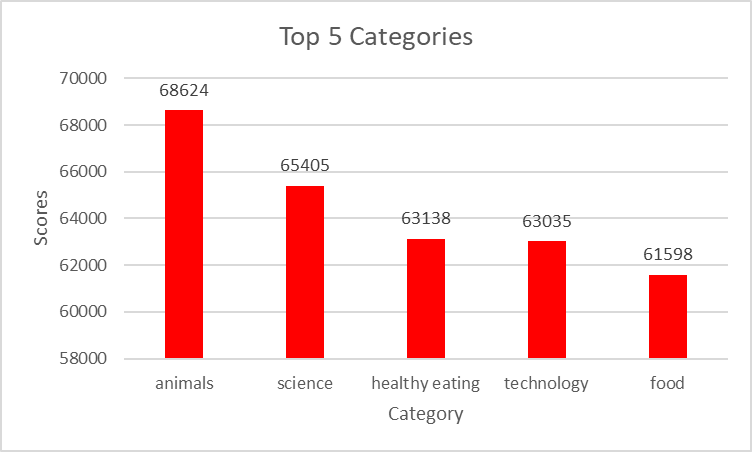 Top 5 Categories
70000
68000
66000
64000
62000
60000
58000
Scores
68624
65405
63138
63035
61598
animals
science
healthy eating
technology
food
Category